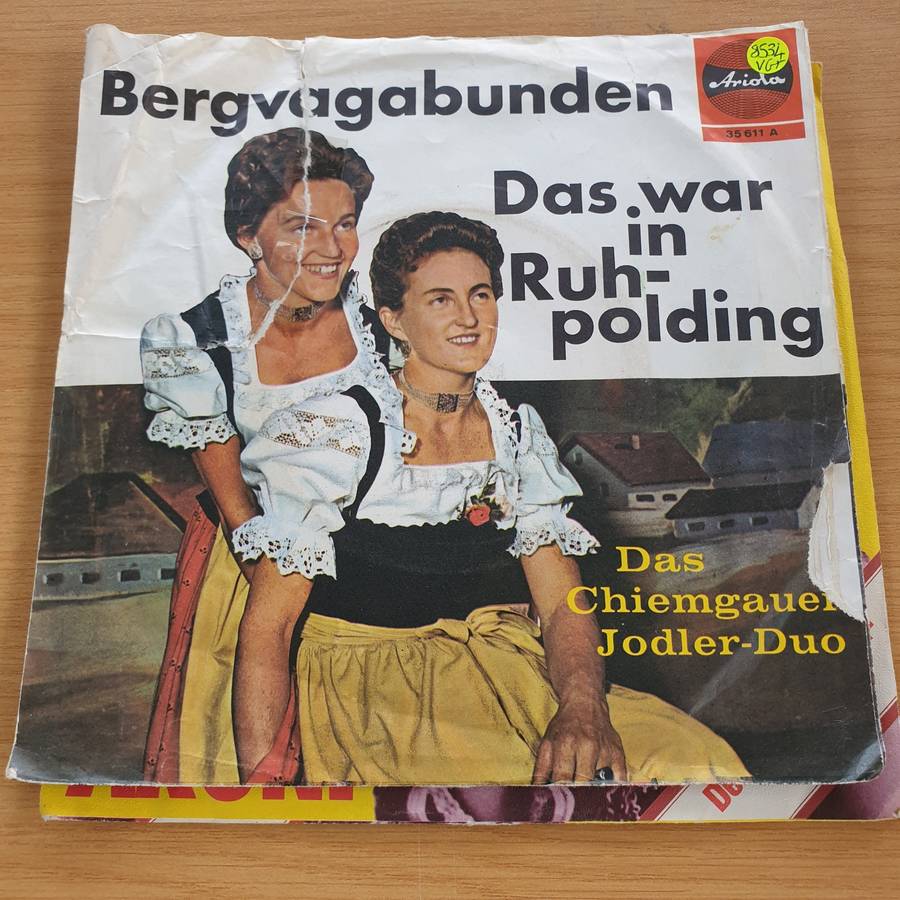 Bergvagabunden
8534
VG+
Ariola
35 611 A
Das war
in
Ruh-
polding
Das
Chiemgauer
Jodler-Duo